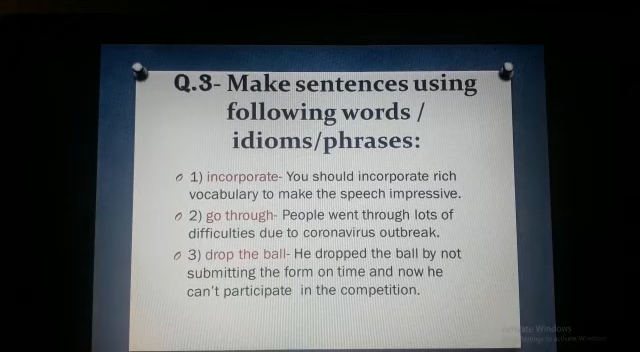 Q.3- Make sentences using
following words /
idioms/phrases:
1) incorporate- You should incorporate rich
vocabulary to make the speech impressive.
2) go through- People went through lots of
difficulties due to coronavirus outbreak.
3) drop the ball- He dropped the ball by not
submitting the form on time and now he
can't participate in the competition.
Activate Windows
to activate Windows